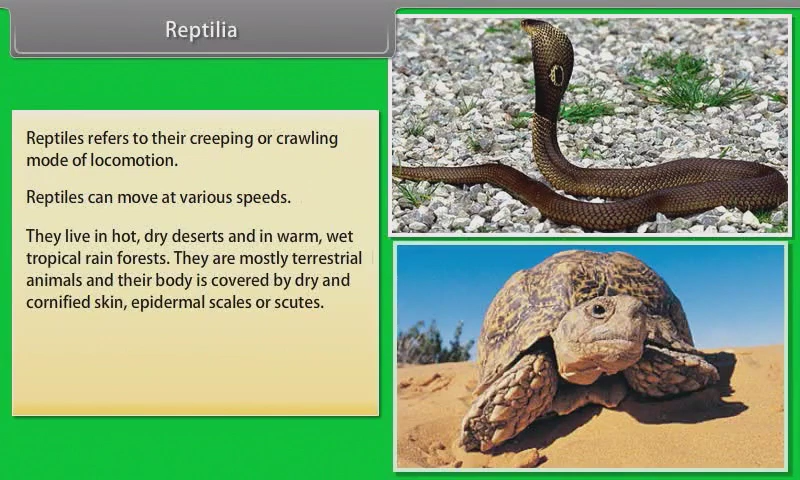 Reptilia
Reptiles refers to their creeping or crawling
mode of locomotion.
Reptiles can move at various speeds.
They live in hot, dry deserts and in warm, wet
tropical rain forests. They are mostly terrestrial
animals and their body is covered by dry and
cornified skin, epidermal scales or scutes.